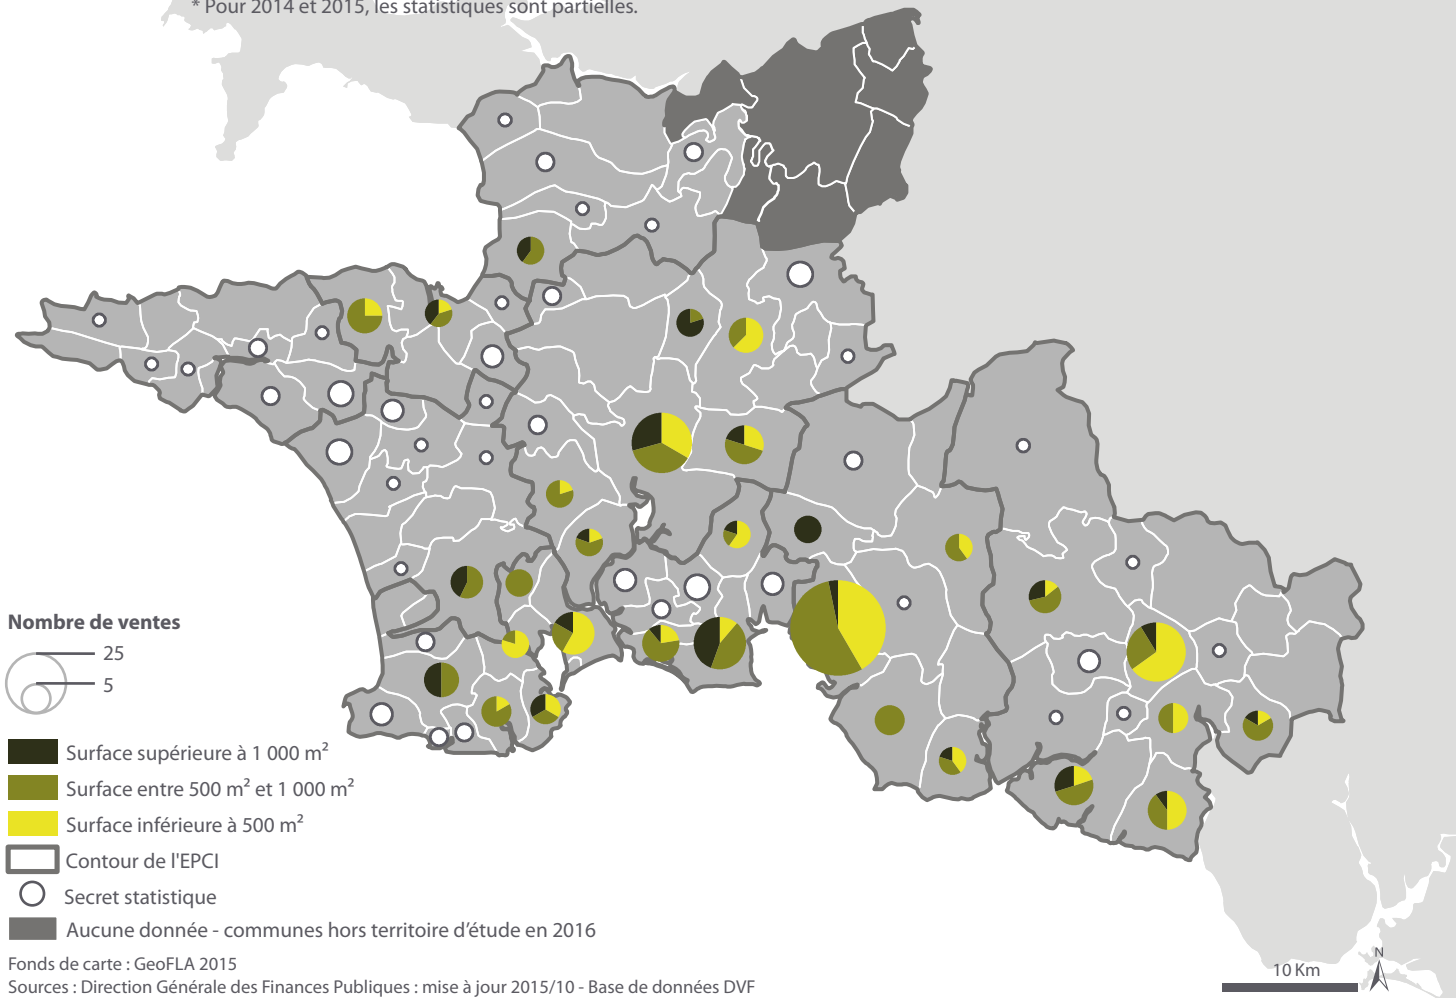 * Pour 2014 et 2015, les statistiques sont partielles.
Nombre de ventes
25
5
Surface supérieure à 1 000 m²
Surface entre 500 m² et 1 000 m²
Surface inférieure à 500 m²
Contour de l'EPCI
Secret statistique
Aucune donnée - communes hors territoire d’étude en 2016
Fonds de carte : GeoFLA 2015
Sources : Direction Générale des Finances Publiques : mise à jour 2015/10 - Base de données DVF
10 Km
N